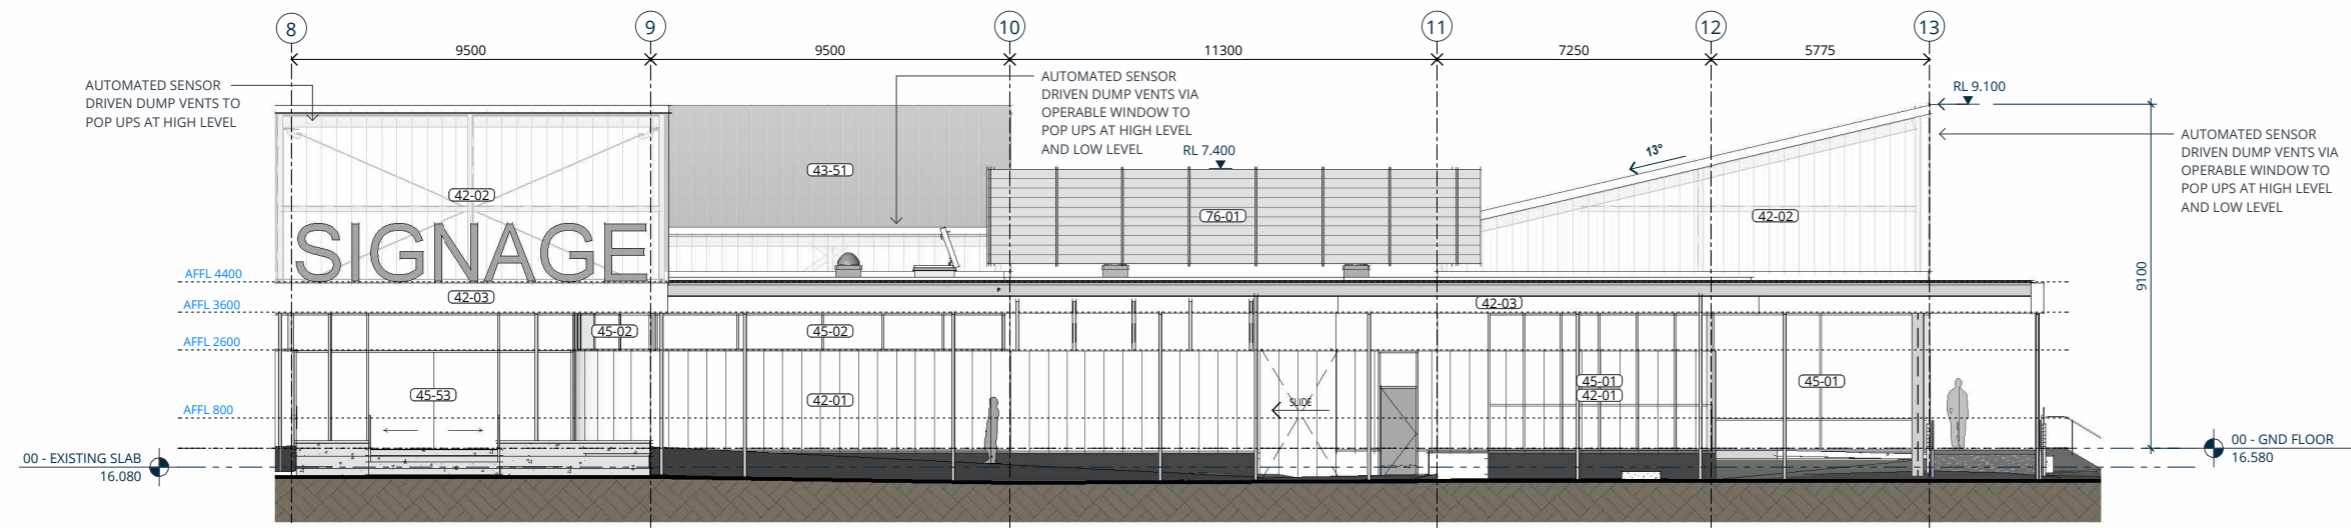 8
9
10
11
12
13
9500
9500
11300
7250
5775
AUTOMATED SENSOR
DRIVEN DUMP VENTS TO
POP UPS AT HIGH LEVEL
AUTOMATED SENSOR
DRIVEN DUMP VENTS VIA
OPERABLE WINDOW TO
POP UPS AT HIGH LEVEL
AND LOW LEVEL
RL 7.400
13°
RL 9.100
AUTOMATED SENSOR
DRIVEN DUMP VENTS VIA
OPERABLE WINDOW TO
POP UPS AT HIGH LEVEL
AND LOW LEVEL
42-02
43-51
76-01
42-02
SIGNAGE
9100
AFFL 4400
42-03
42-03
AFFL 3600
45-02
45-02
AFFL 2600
45-53
42-01
SLIDE
45-01
42-01
45-01
AFFL 800
00 - EXISTING SLAB
16.080
00 - GND FLOOR
16.580